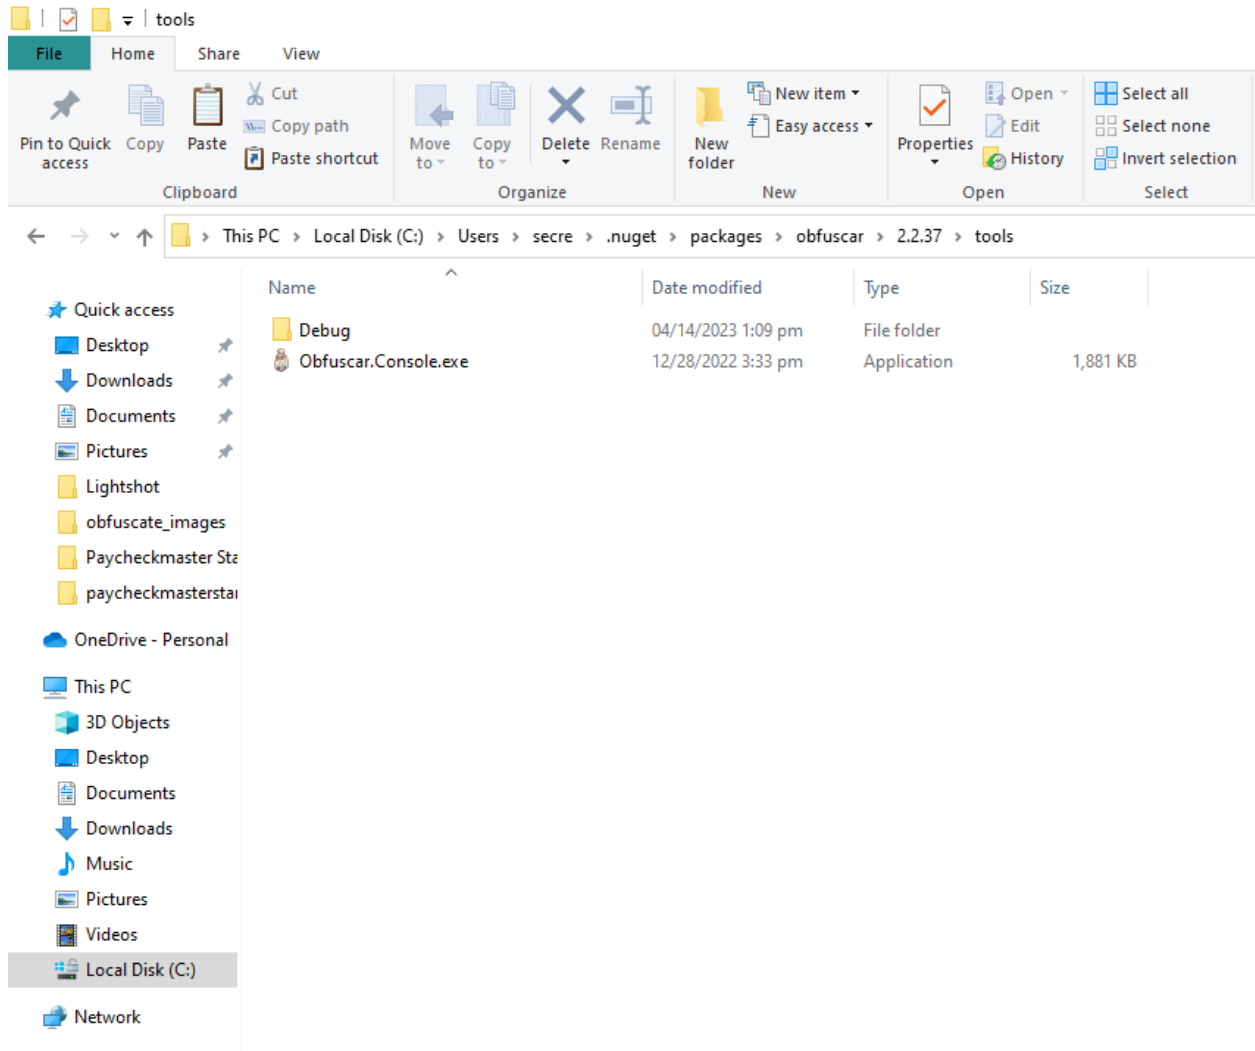 tools
File Home Share View
Pin to Quick access
Copy
Paste
Cut
Copy path
Paste shortcut
Clipboard
Move to
Copy to
Delete
Rename
Organize
New folder
New item
Easy access
New
Properties
Open
Edit
History
Open
Select all
Select none
Invert selection
Select
This PC > Local Disk (C:) > Users > secre > .nuget > packages > obfuscar > 2.2.37 > tools
Name Date modified Type Size
Debug 04/14/2023 1:09 pm File folder
Obfuscar.Console.exe 12/28/2022 3:33 pm Application 1,881 KB
Quick access
Desktop
Downloads
Documents
Pictures
Lightshot
obfuscate_images
Paycheckmaster Sta
paycheckmastersta
OneDrive - Personal
This PC
3D Objects
Desktop
Documents
Downloads
Music
Pictures
Videos
Local Disk (C:)
Network